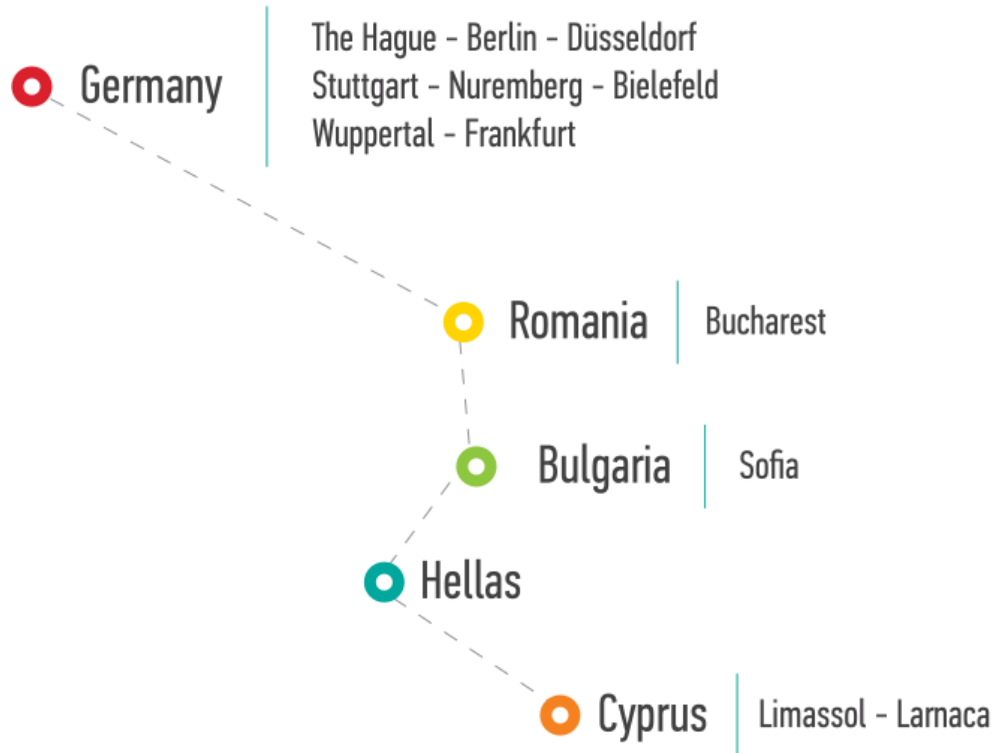 Germany
The Hague - Berlin - Düsseldorf
Stuttgart - Nuremberg - Bielefeld
Wuppertal - Frankfurt
Romania
Bucharest
Bulgaria
Sofia
Hellas
Cyprus
Limassol - Larnaca